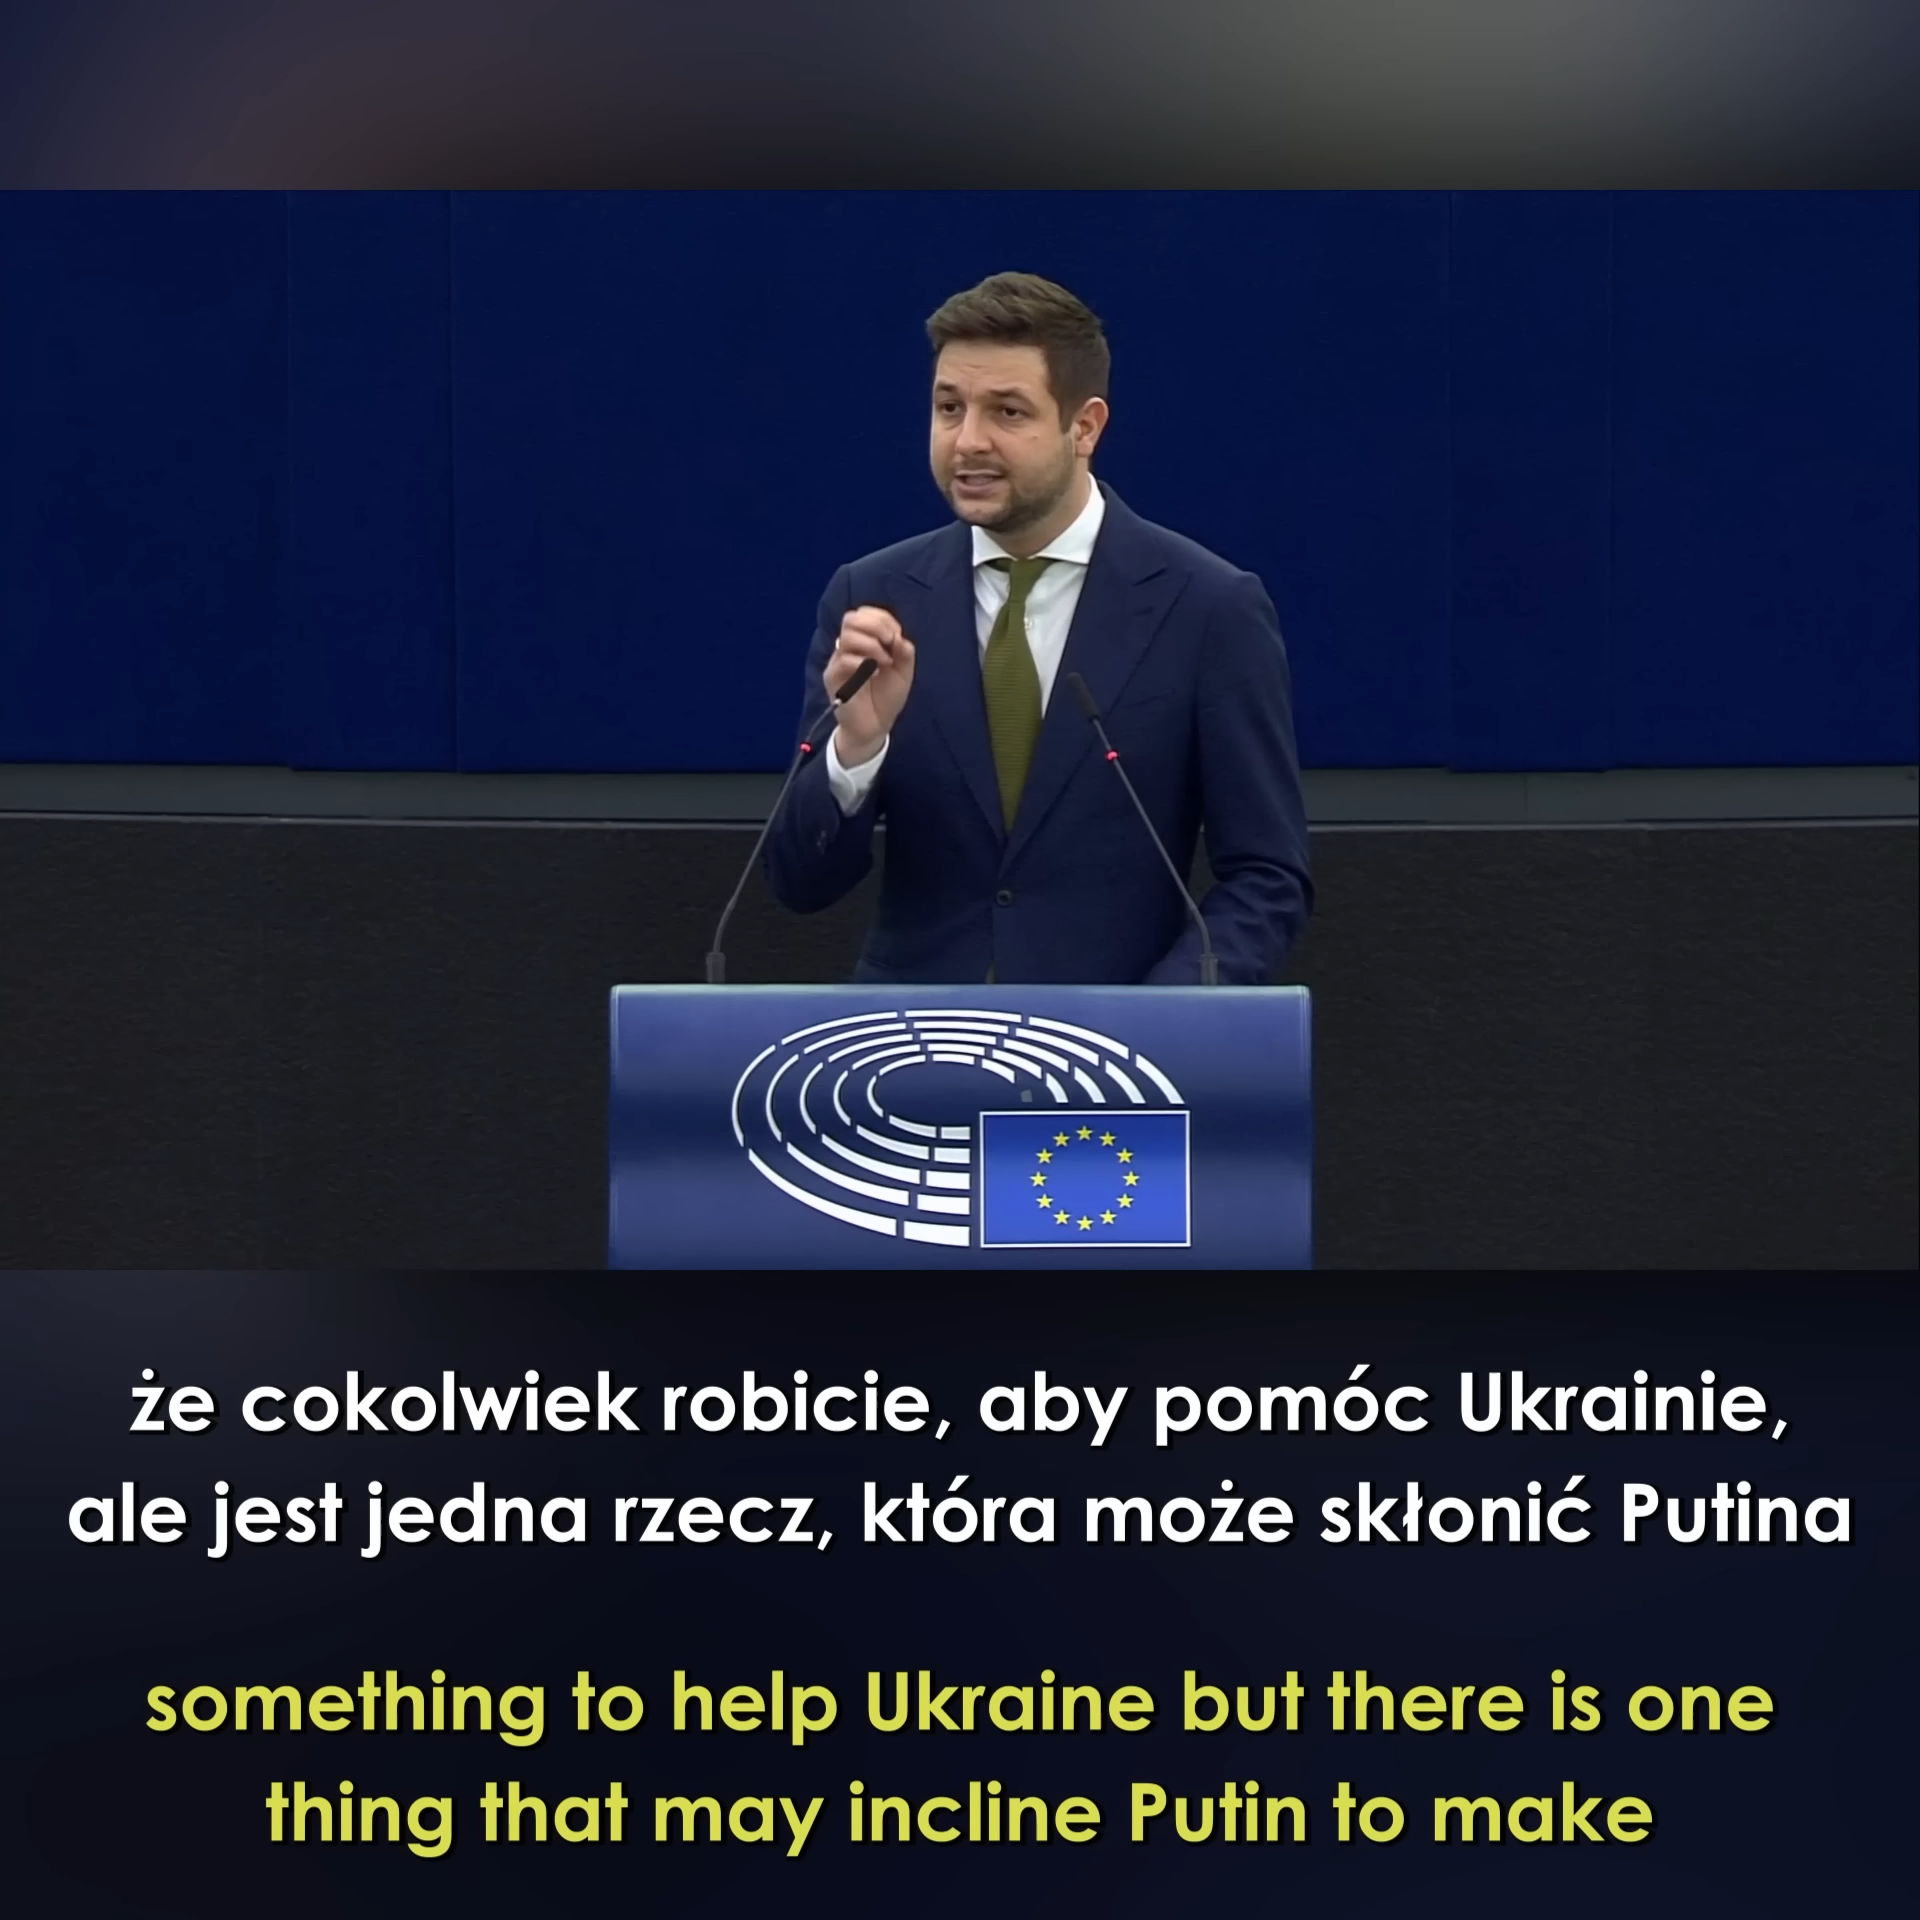 że cokolwiek robicie, aby pomóc Ukrainie,
ale jest jedna rzecz, która może skłonić Putina
something to help Ukraine but there is one
thing that may incline Putin to make